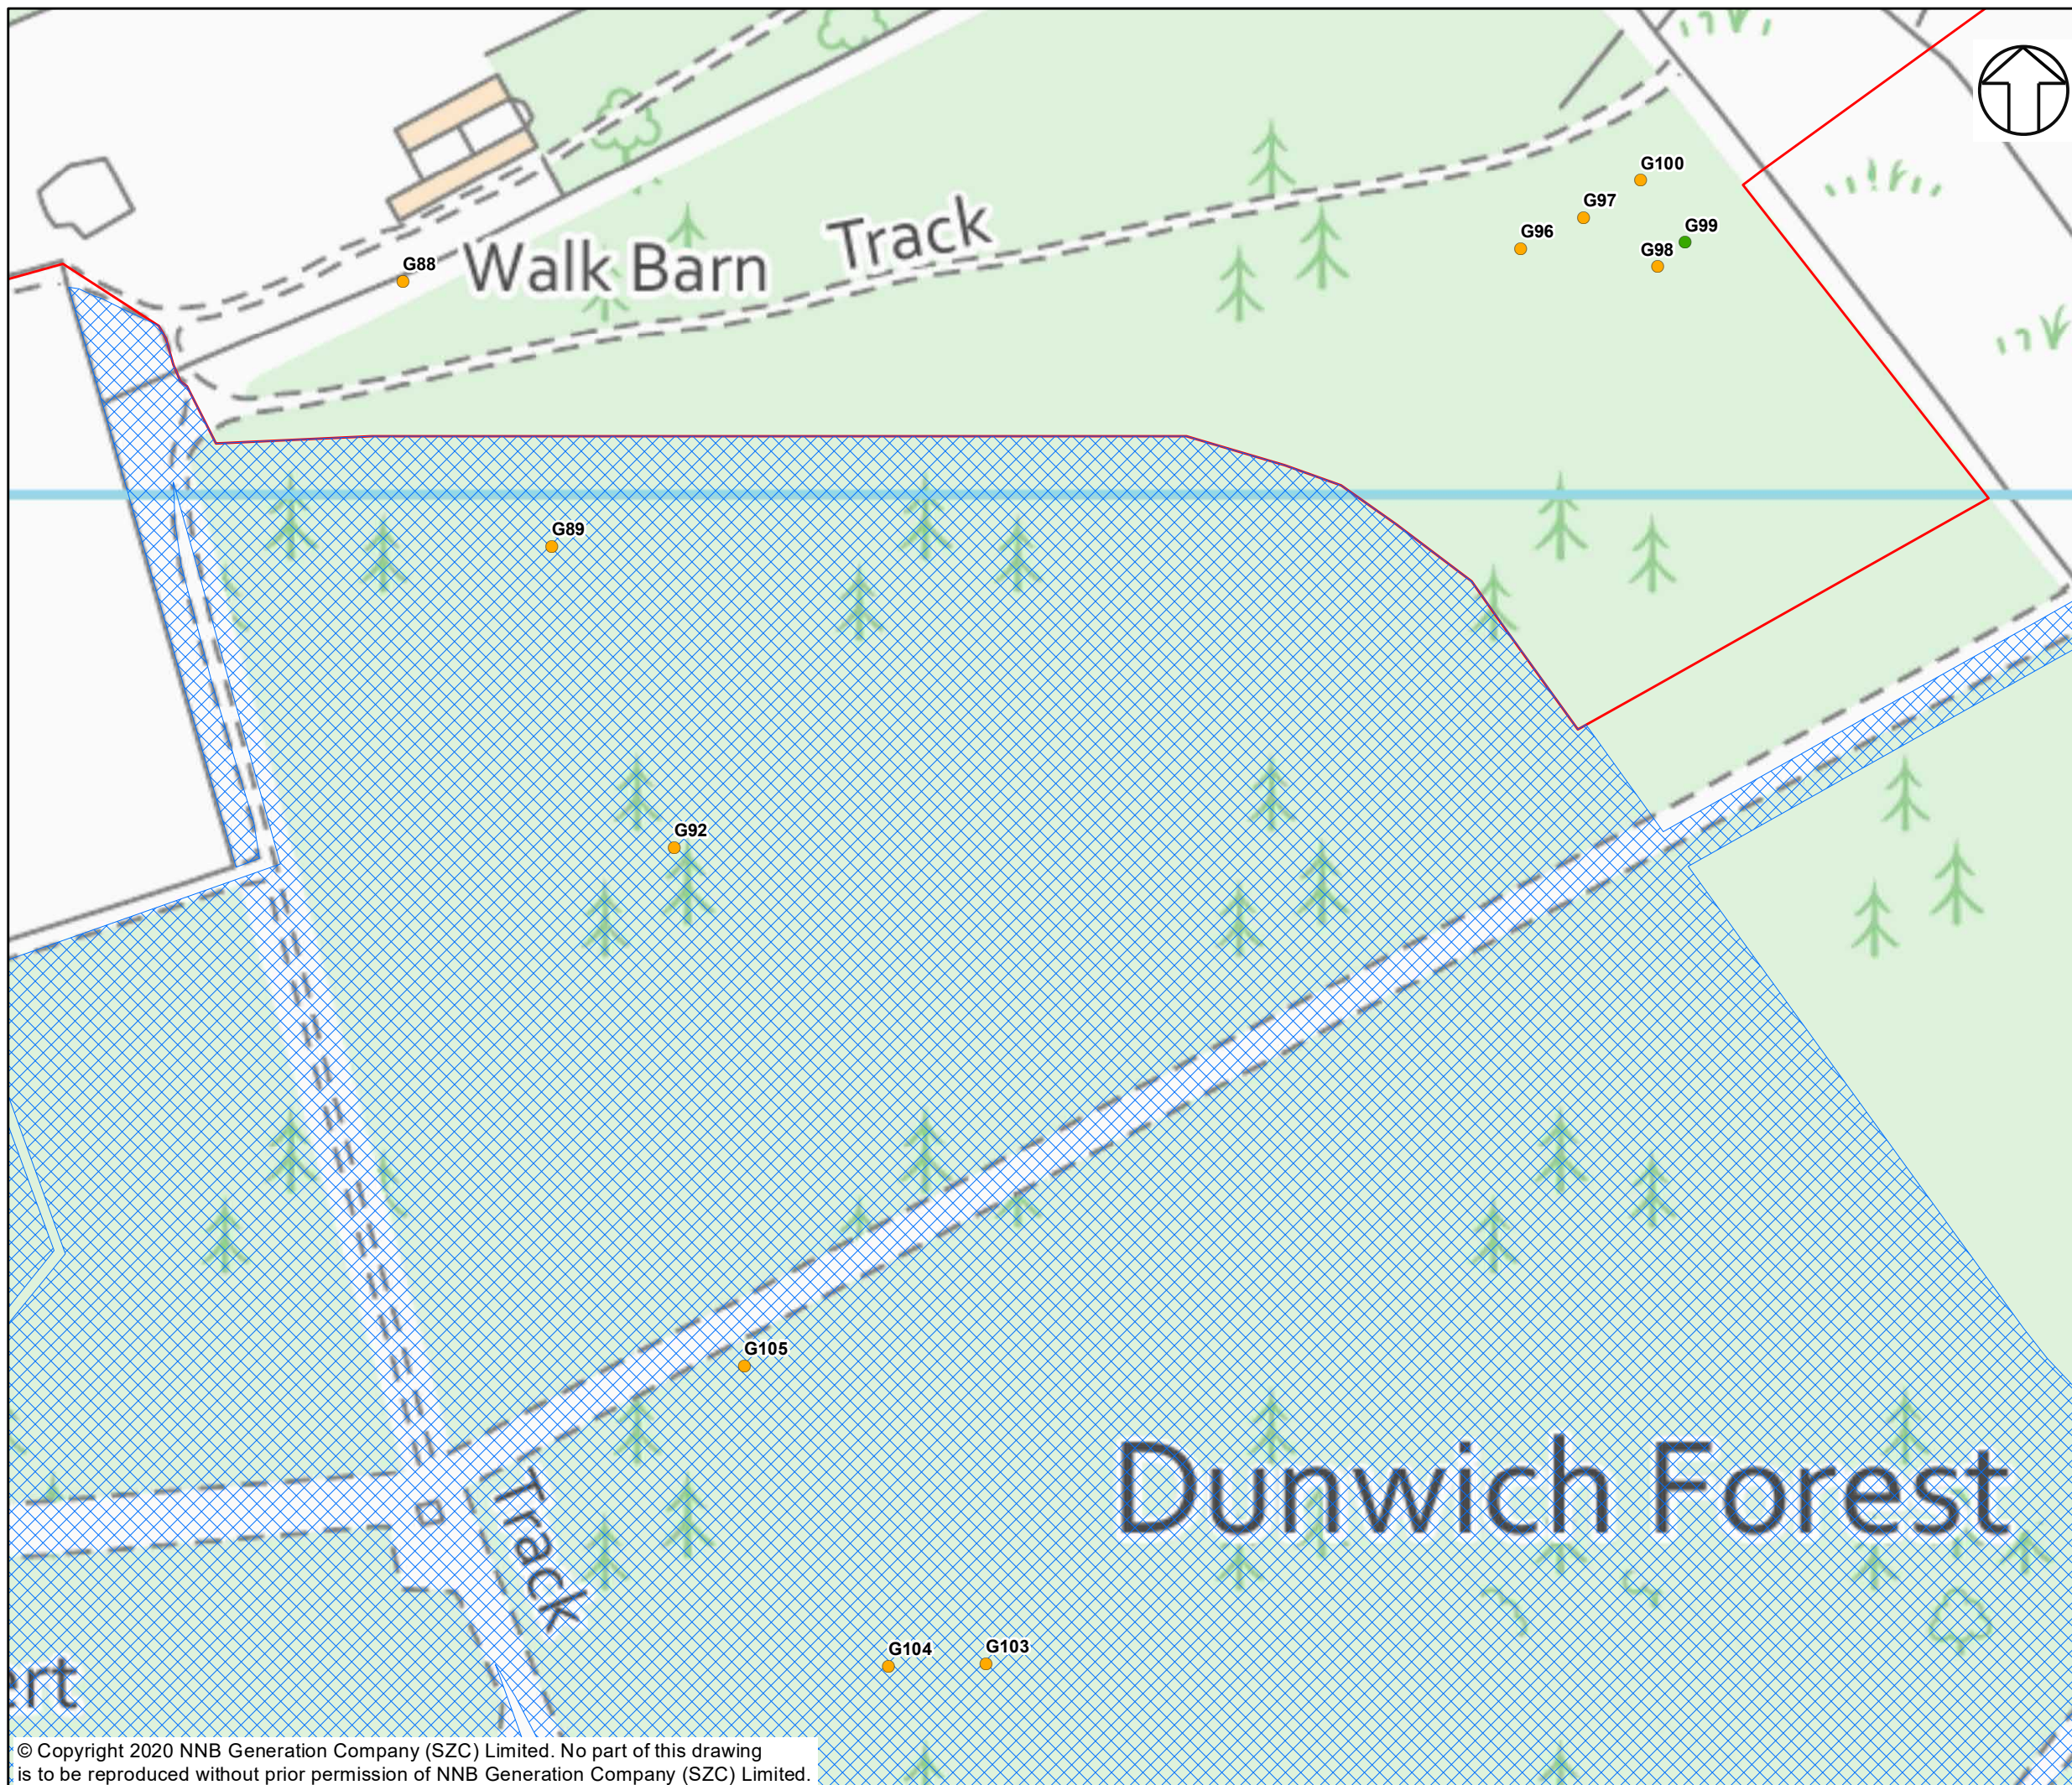 G100
G97
G99
G96
G98
G88
Walk Barn
Track
G89
G92
G105
Dunwich Forest
Track
G104
G103
ert
© Copyright 2020 NNB Generation Company (SZC) Limited. No part of this drawing
is to be reproduced without prior permission of NNB Generation Company (SZC) Limited.